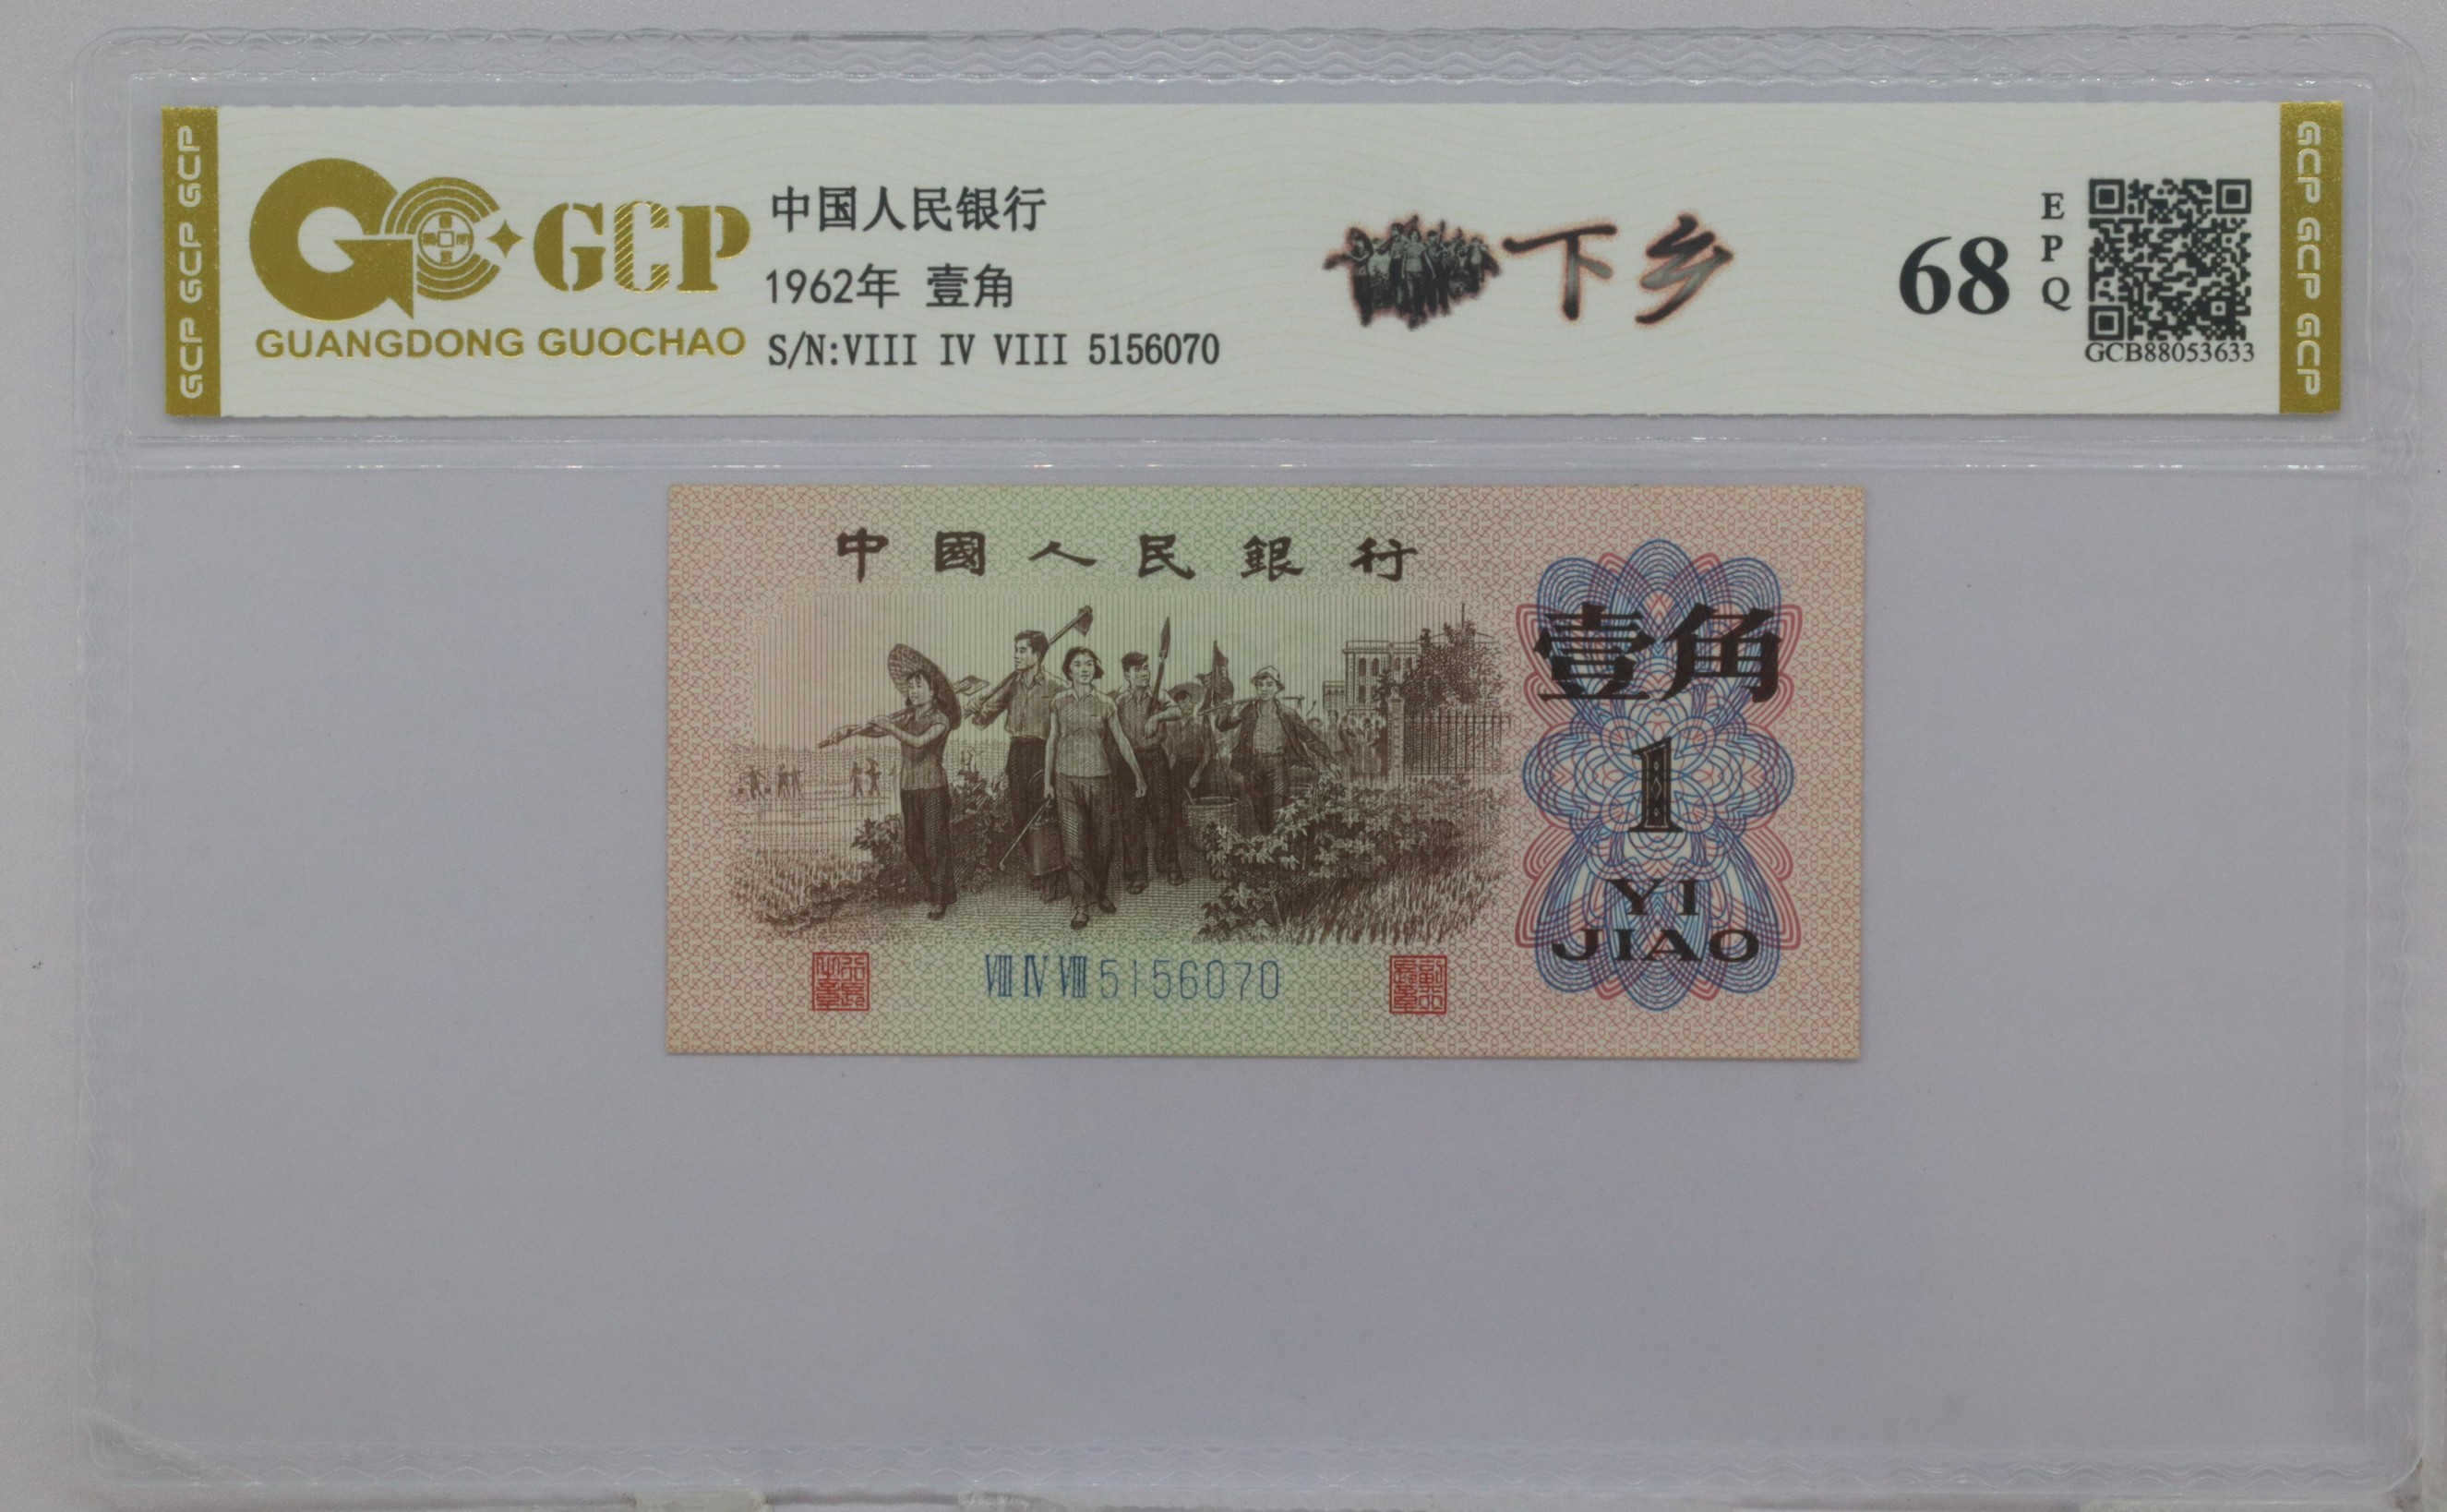 GCP GCP GCP
GCP
GUANGDONG GUOCHAO
中国人民银行
1962年 壹角
S/N:VIII IV VIII 5156070
下乡
68
EPQ
GCB88053633
GCP GCP GCP
中國人民銀行
壹角
1
YI
JIAO
VIII IV VIII 5156070